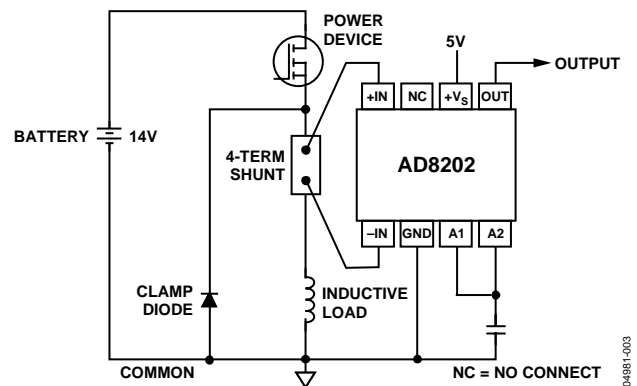 POWER
DEVICE
5V
OUTPUT
+IN NC +VS OUT
BATTERY 14V
4-TERM
SHUNT
AD8202
–IN GND A1 A2
CLAMP
DIODE
INDUCTIVE
LOAD
COMMON
NC = NO CONNECT
04981-003